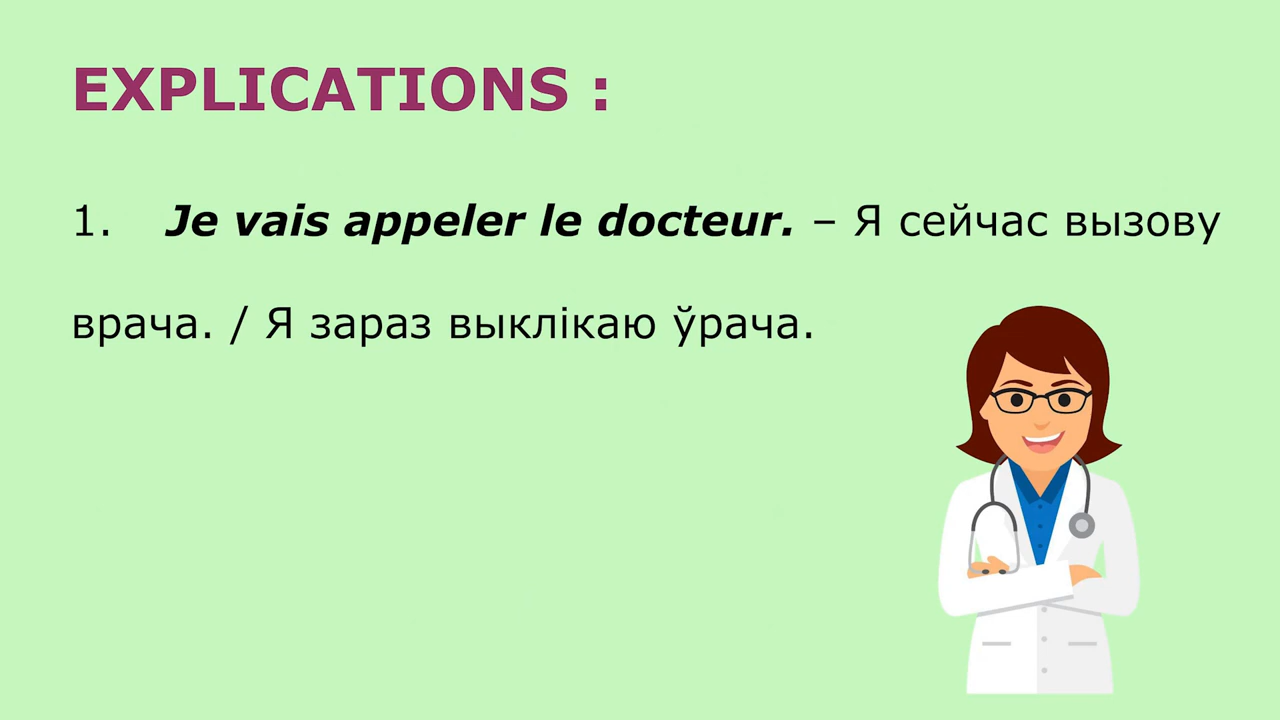 EXPLICATIONS :
1. Je vais appeler le docteur. – Я сейчас вызову
врача. / Я зараз выклікаю ўрача.